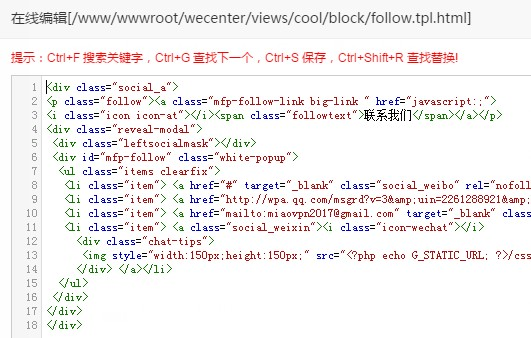 在线编辑[/www/wwwroot/wecenter/views/cool/block/follow.tpl.html]
提示：Ctrl+F 搜索关键字，Ctrl+G 查找下一个，Ctrl+S 保存，Ctrl+Shift+R 查找替换!
1 <div class="social_a">
2 <p class="follow"><a class="mfp-follow-link big-link " href="javascript:;">
3 <i class="icon icon-at"></i><span class="followtext">联系我们</span></a></p>
4 <div class="reveal-modal">
5 <div class="leftsocialmask"></div>
6 <div id="mfp-follow" class="white-popup">
7 <ul class="items clearfix">
8 <li class="item"> <a href="#" target="_blank" class="social_weibo" rel="nofoll
9 <li class="item"> <a href="http://wpa.qq.com/msgrd?v=3&amp;uin=2261288921&amp;
10 <li class="item"> <a href="mailto:miaovpn2017@gmail.com" target="_blank" class
11 <li class="item"> <a class="social_weixin"><i class="icon-wechat"></i>
12 <div class="chat-tips">
13 <img style="width:150px;height:150px;" src="<?php echo G_STATIC_URL; ?>/css
14 </div> </a></li>
15 </ul>
16 </div>
17 </div>
18 </div>